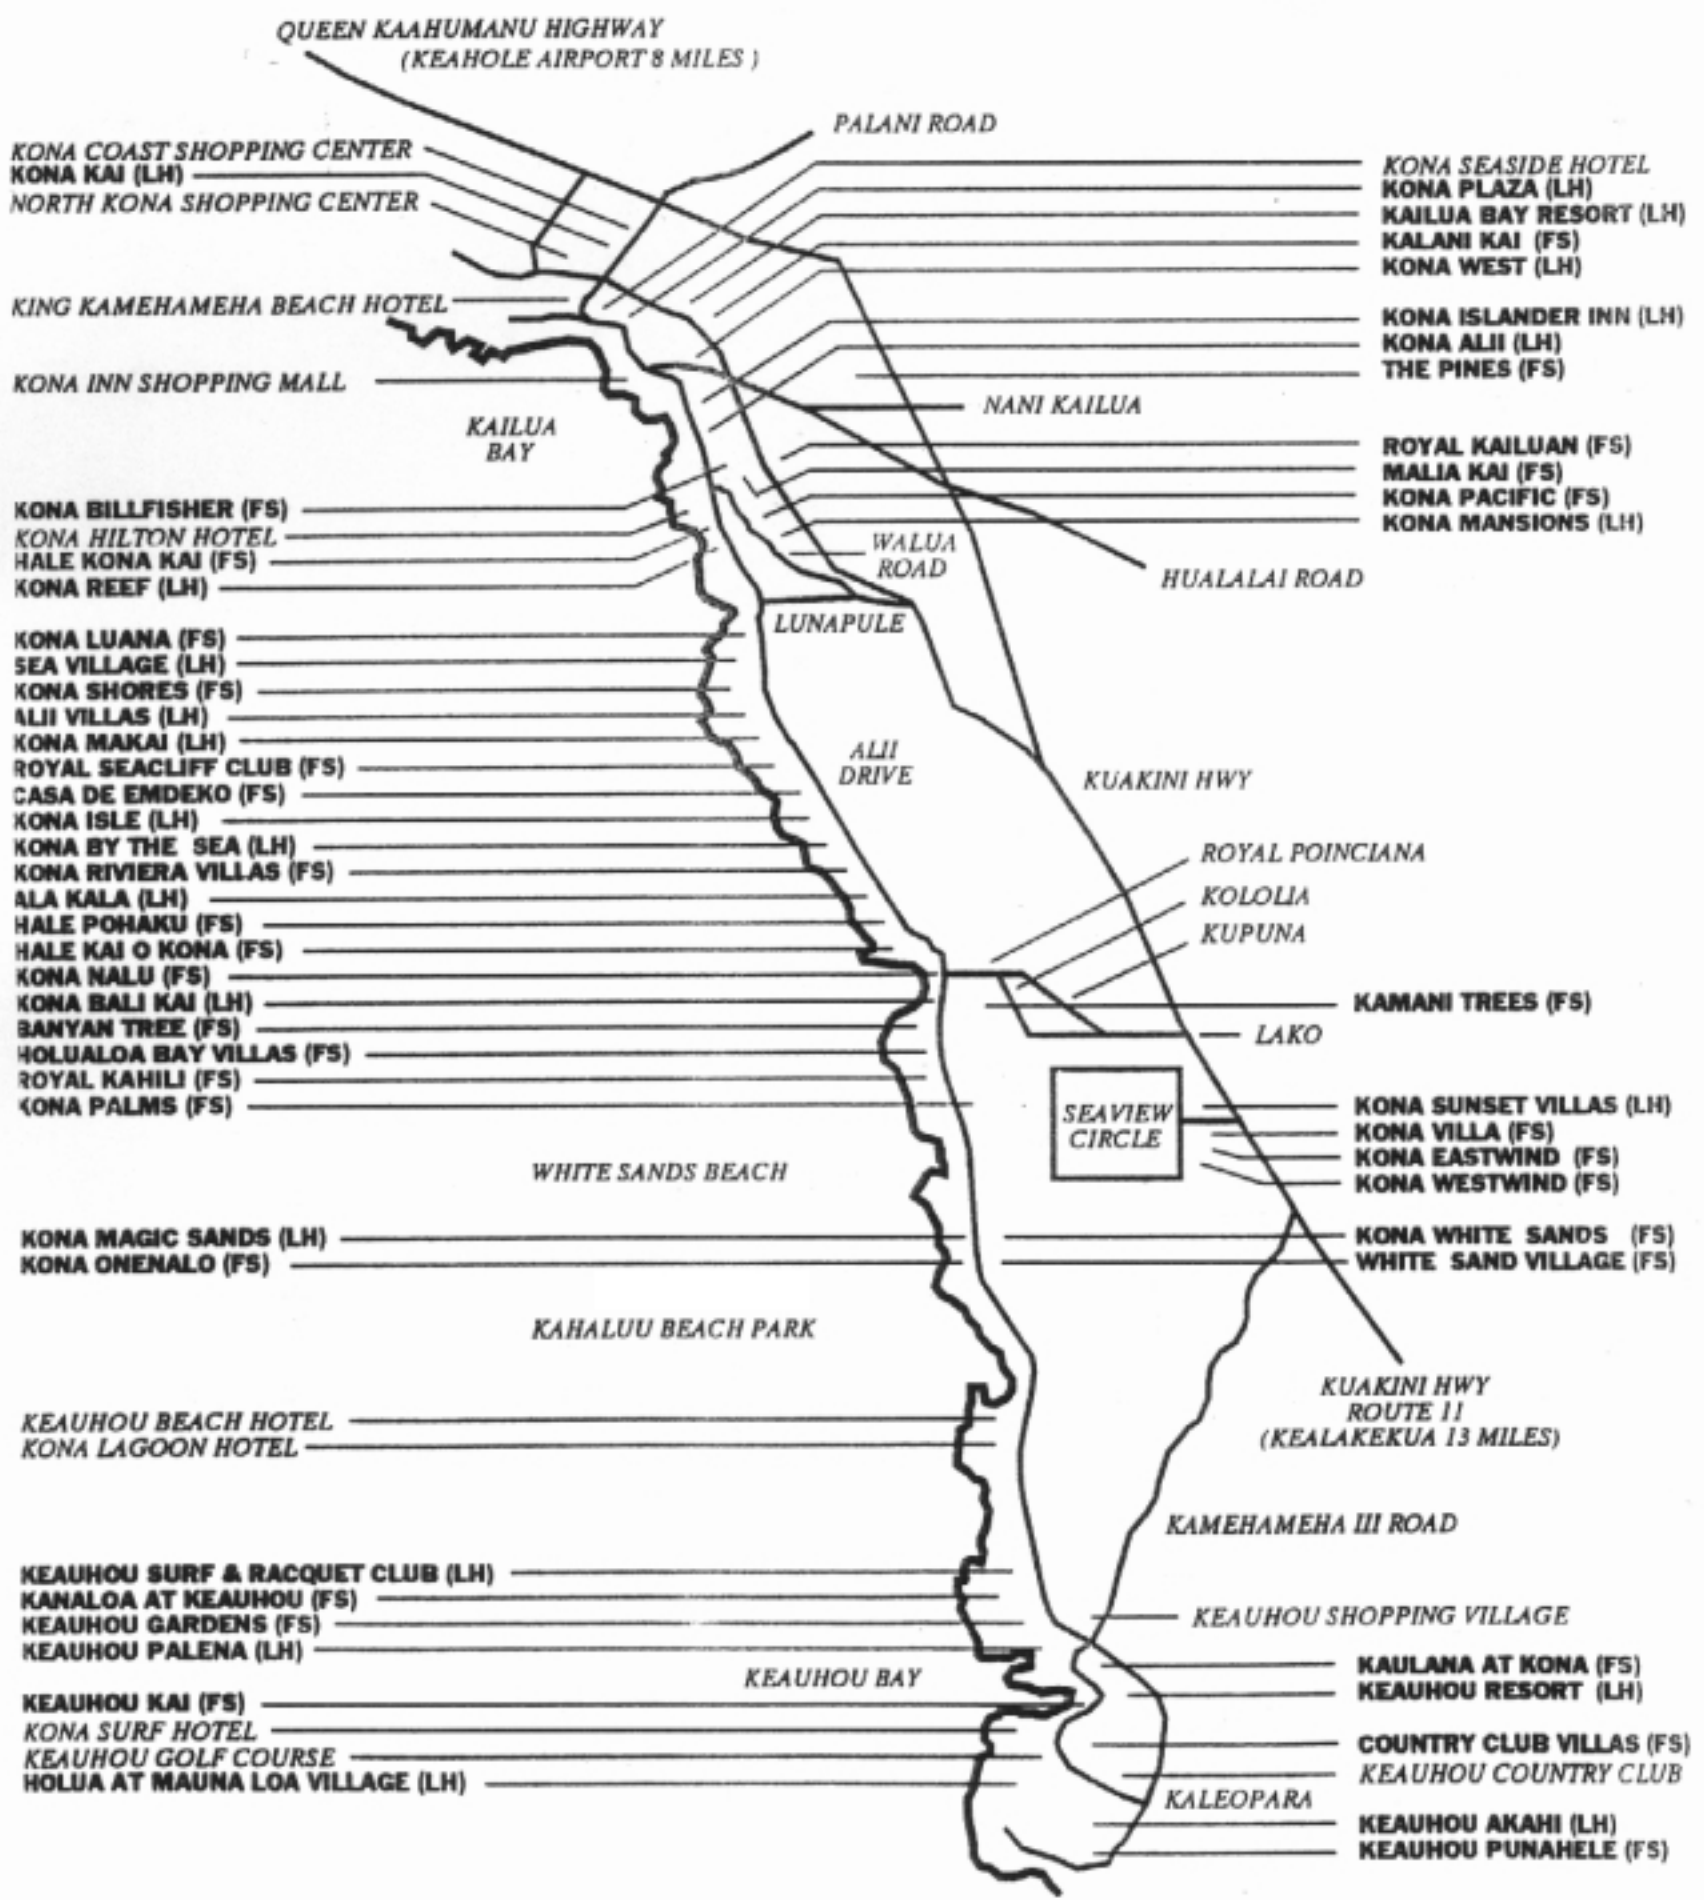 QUEEN KAAHUMANU HIGHWAY
(KEAHOLE AIRPORT 8 MILES )
PALANI ROAD
KONA COAST SHOPPING CENTER
KONA KAI (LH)
NORTH KONA SHOPPING CENTER
KING KAMEHAMEHA BEACH HOTEL
KONA INN SHOPPING MALL
KAILUA
BAY
KONA SEASIDE HOTEL
KONA PLAZA (LH)
KAILUA BAY RESORT (LH)
KALANI KAI (FS)
KONA WEST (LH)
KONA ISLANDER INN (LH)
KONA ALII (LH)
THE PINES (FS)
NANI KAILUA
ROYAL KAILUAN (FS)
MALIA KAI (FS)
KONA PACIFIC (FS)
KONA MANSIONS (LH)
WALUA
ROAD
HUALALAI ROAD
KONA BILLFISHER (FS)
KONA HILTON HOTEL
HALE KONA KAI (FS)
KONA REEF (LH)
LUNAPULE
KONA LUANA (FS)
SEA VILLAGE (LH)
KONA SHORES (FS)
ALII VILLAS (LH)
KONA MAKAI (LH)
ROYAL SEACLIFF CLUB (FS)
CASA DE EMDEKO (FS)
KONA ISLE (LH)
KONA BY THE SEA (LH)
KONA RIVIERA VILLAS (FS)
ALA KALA (LH)
HALE POHAKU (FS)
HALE KAI O KONA (FS)
KONA NALU (FS)
KONA BALI KAI (LH)
BANYAN TREE (FS)
HOLUALOA BAY VILLAS (FS)
ROYAL KAHILI (FS)
KONA PALMS (FS)
ALII
DRIVE
KUAKINI HWY
ROYAL POINCIANA
KOLOLIA
KUPUNA
KAMANI TREES (FS)
LAKO
SEAVIEW
CIRCLE
KONA SUNSET VILLAS (LH)
KONA VILLA (FS)
KONA EASTWIND (FS)
KONA WESTWIND (FS)
WHITE SANDS BEACH
KONA MAGIC SANDS (LH)
KONA ONENALO (FS)
KONA WHITE SANDS (FS)
WHITE SAND VILLAGE (FS)
KAHALUU BEACH PARK
KUAKINI HWY
ROUTE 11
(KEALAKEKUA 13 MILES)
KEAUHOU BEACH HOTEL
KONA LAGOON HOTEL
KAMEHAMEHA III ROAD
KEAUHOU SURF & RACQUET CLUB (LH)
KANALOA AT KEAUHOU (FS)
KEAUHOU GARDENS (FS)
KEAUHOU PALENA (LH)
KEAUHOU SHOPPING VILLAGE
KEAUHOU BAY
KEAUHOU KAI (FS)
KONA SURF HOTEL
KEAUHOU GOLF COURSE
HOLUA AT MAUNA LOA VILLAGE (LH)
KAULANA AT KONA (FS)
KEAUHOU RESORT (LH)
COUNTRY CLUB VILLAS (FS)
KEAUHOU COUNTRY CLUB
KALEOPARA
KEAUHOU AKAHI (LH)
KEAUHOU PUNAHELE (FS)